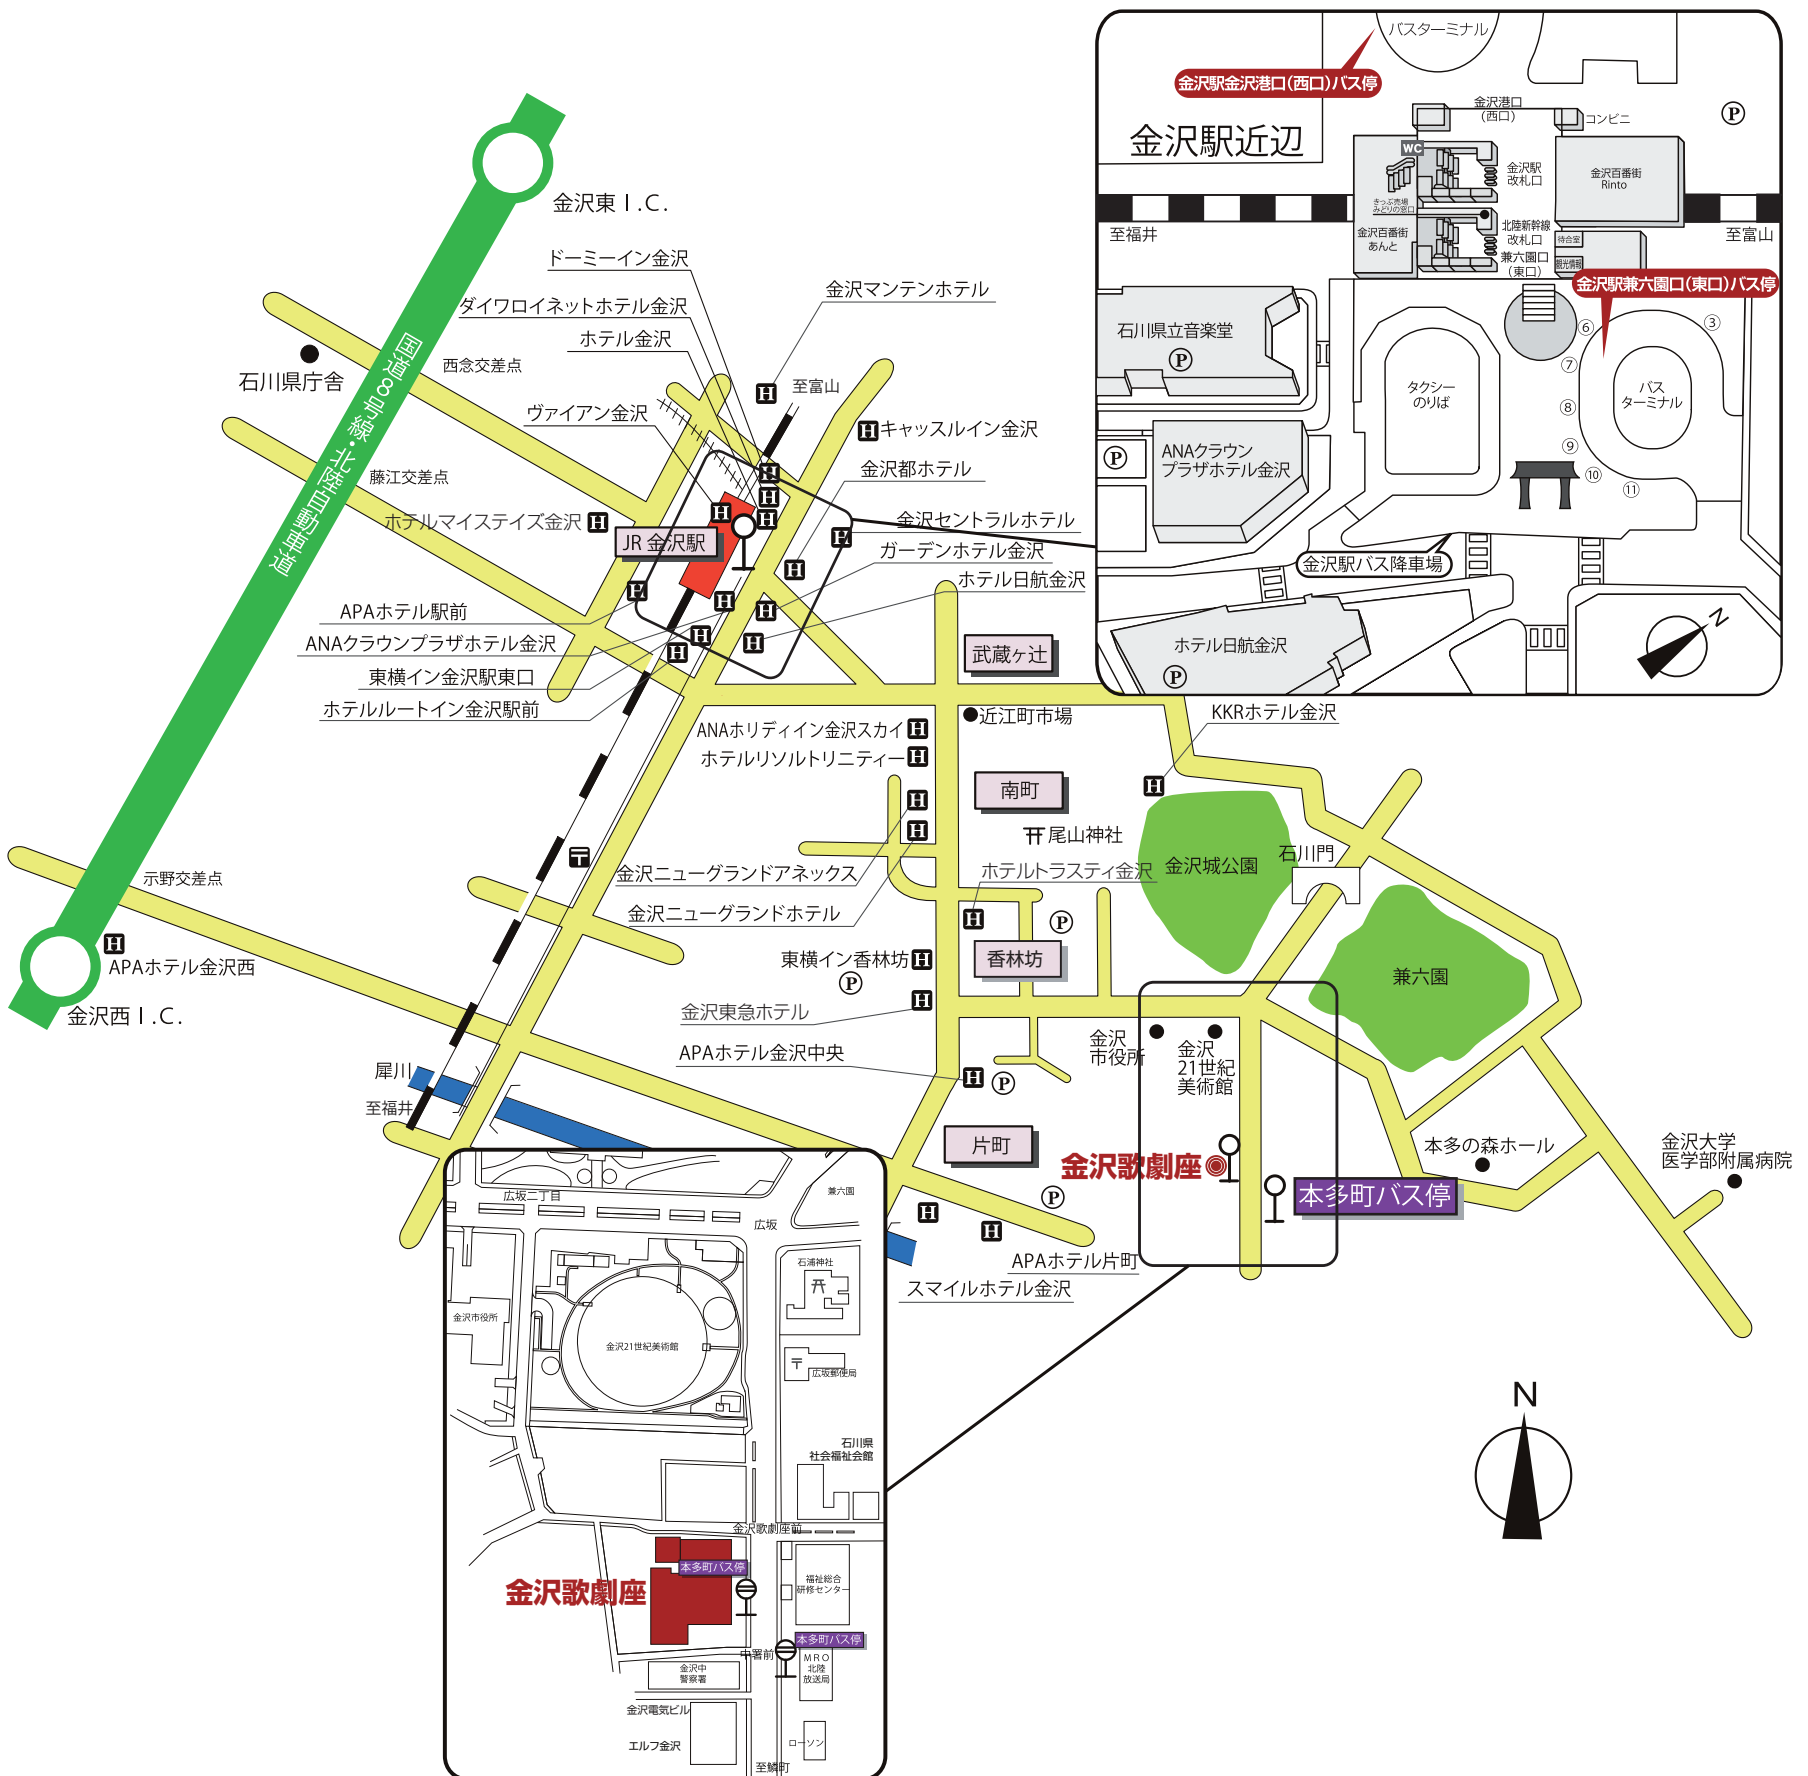 バスターミナル
金沢駅金沢港口(西口)バス停
金沢駅近辺
金沢港口
(西口)
コンビニ
P
WC
金沢駅
改札口
金沢百番街
Rinto
きっぷ売場
みどりの窓口
北陸新幹線
改札口
金沢百番街
あんと
待合室
観光情報
兼六園口
(東口)
至福井
至富山
金沢駅兼六園口(東口)バス停
石川県立音楽堂
P
③
⑥
⑦
⑧
⑨
⑩
⑪
タクシー
のりば
バス
ターミナル
P
ANAクラウン
プラザホテル金沢
金沢駅バス降車場
ホテル日航金沢
P
N
金沢東 I.C.
国道8号線・北陸自動車道
石川県庁舎
西念交差点
藤江交差点
示野交差点
ドーミーイン金沢
ダイワロイネットホテル金沢
ホテル金沢
ヴァイアン金沢
金沢マンテンホテル
至富山
キャッスルイン金沢
金沢都ホテル
金沢セントラルホテル
ガーデンホテル金沢
ホテル日航金沢
ホテルマイステイズ金沢
JR 金沢駅
APAホテル駅前
ANAクラウンプラザホテル金沢
東横イン金沢駅東口
ホテルルートイン金沢駅前
武蔵ヶ辻
近江町市場
ANAホリディイン金沢スカイ
ホテルリゾルトリニティー
南町
尾山神社
KKRホテル金沢
金沢ニューグランドアネックス
金沢ニューグランドホテル
ホテルトラスティ金沢
金沢城公園
石川門
兼六園
香林坊
P
東横イン香林坊
P
金沢東急ホテル
APAホテル金沢中央
P
APAホテル金沢西
金沢西 I.C.
犀川
至福井
金沢
市役所
金沢
21世紀
美術館
片町
P
金沢歌劇座
本多町バス停
本多の森ホール
金沢大学
医学部附属病院
APAホテル片町
スマイルホテル金沢
N
広坂二丁目
広坂
兼六園
石浦神社
金沢市役所
金沢21世紀美術館
広坂郵便局
石川県
社会福祉会館
金沢歌劇座前
本多町バス停
金沢歌劇座
福祉総合
研修センター
本多町バス停
中署前
MRO
北陸
放送局
金沢中
警察署
金沢電気ビル
エルフ金沢
ローソン
至鱗町